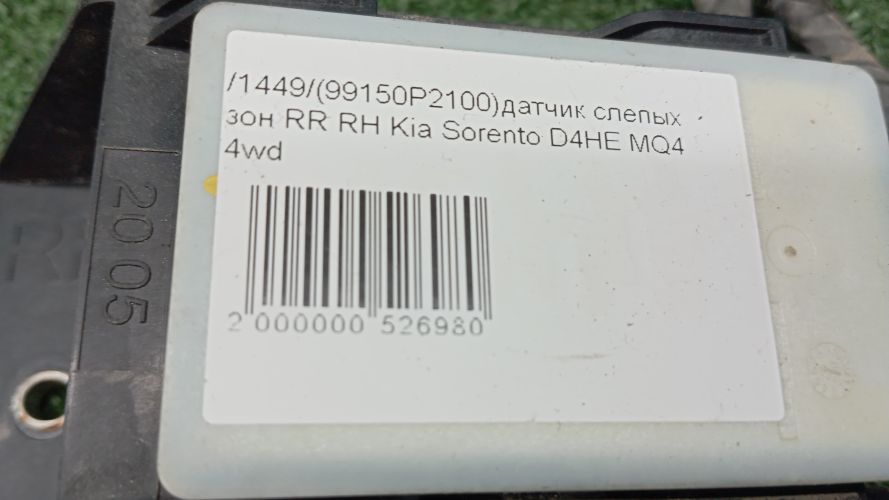 /1449/(99150P2100)датчик слепых
зон RR RH Kia Sorento D4HE MQ4
4wd
2 000000 526980
2005